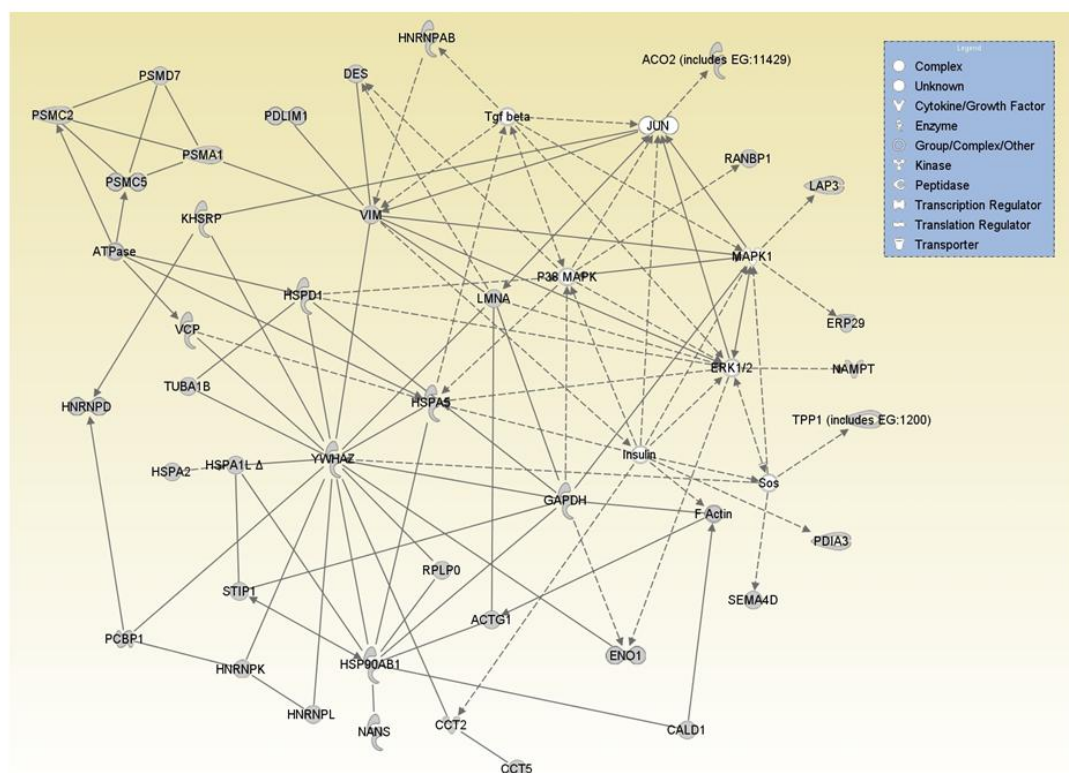 HNRNPAB
ACO2 (includes EG:11429)
PSMD7
DES
Legend
Complex
Unknown
Cytokine/Growth Factor
Enzyme
Group/Complex/Other
Kinase
Peptidase
Transcription Regulator
Translation Regulator
Transporter
PSMC2
PDLIM1
Tgf beta
JUN
PSMA1
RANBP1
PSMC5
LAP3
KHSRP
VIM
ATPase
MAPK1
P38 MAPK
HSPD1
LMNA
VCP
ERP29
ERK1/2
NAMPT
TUBA1B
HNRNPD
HSPA5
TPP1 (includes EG:1200)
HSPA2
HSPA1L Δ
YWHAZ
Insulin
Sos
GAPDH
F Actin
PDIA3
RPLP0
STIP1
SEMA4D
ACTG1
PCBP1
HNRNPK
HSP90AB1
ENO1
HNRNPL
NANS
CCT2
CALD1
CCT5